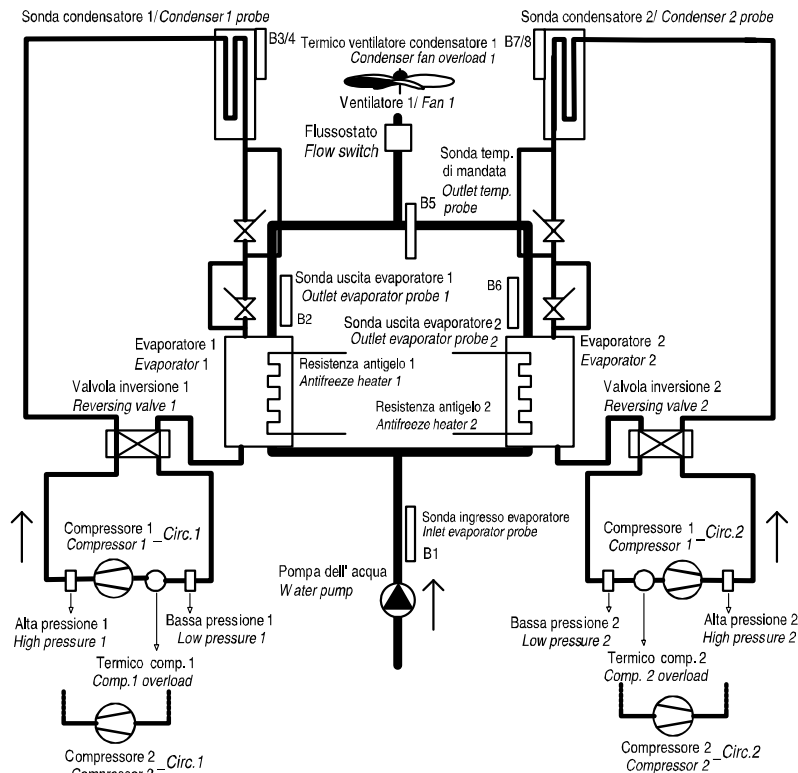 Sonda condensatore 1/ Condenser 1 probe
Sonda condensatore 2/ Condenser 2 probe
B3/4
Termico ventilatore condensatore 1
Condenser fan overload 1
B7/8
Ventilatore 1/ Fan 1
Flussostato
Flow switch
Sonda temp.
di mandata
Outlet temp.
probe
B5
Sonda uscita evaporatore 1
Outlet evaporator probe 1
B2
B6
Sonda uscita evaporatore 2
Outlet evaporator probe 2
Evaporatore 1
Evaporator 1
Evaporatore 2
Evaporator 2
Resistenza antigelo 1
Antifreeze heater 1
Valvola inversione 1
Reversing valve 1
Valvola inversione 2
Reversing valve 2
Resistenza antigelo 2
Antifreeze heater 2
Sonda ingresso evaporatore
Inlet evaporator probe
B1
Compressore 1
Compressor 1 _Circ.1
Compressore 1
Compressor 1 _Circ.2
Pompa dell' acqua
Water pump
Alta pressione 1
High pressure 1
Bassa pressione 1
Low pressure 1
Bassa pressione 2
Low pressure 2
Alta pressione 2
High pressure 2
Termico comp. 1
Comp.1 overload
Termico comp. 2
Comp. 2 overload
Compressore 2
Compressor 2 _Circ.1
Compressore 2
Compressor 2 _Circ.2